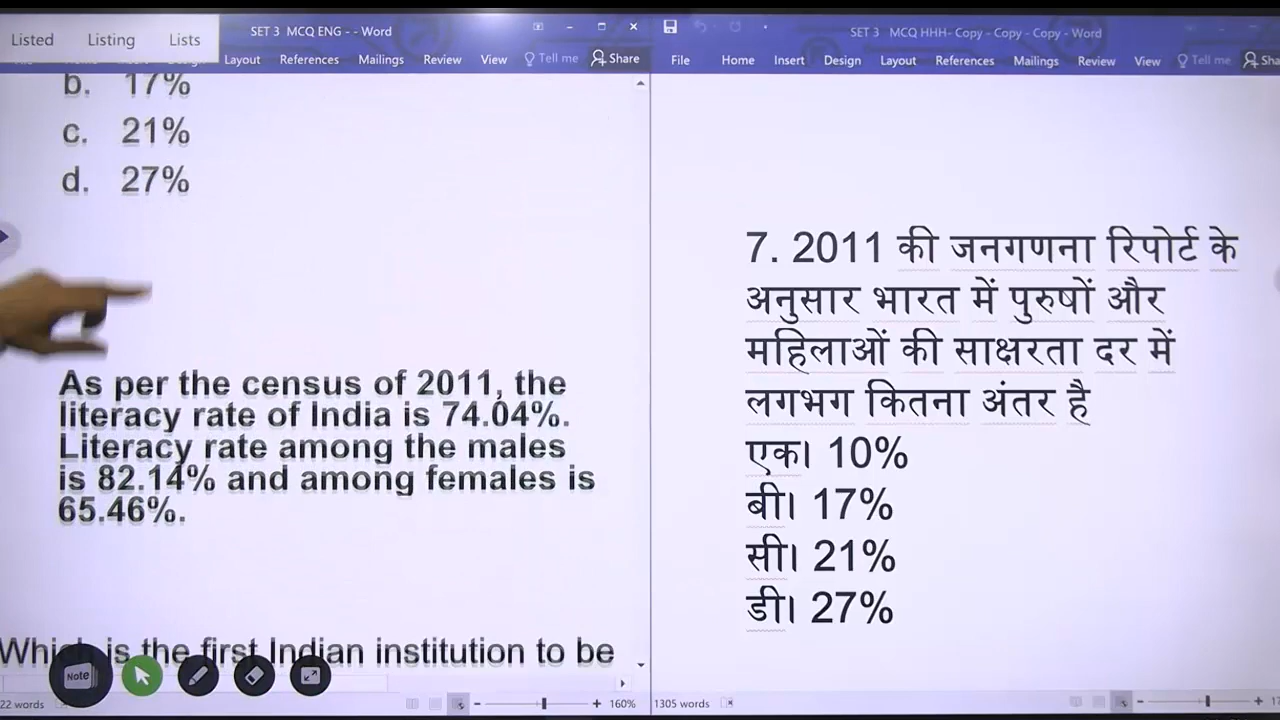 Listed Listing Lists
SET 3 MCQ ENG - - Word
Layout References Mailings Review View Tell me Share
b. 17%
c. 21%
d. 27%
As per the census of 2011, the
literacy rate of India is 74.04%.
Literacy rate among the males
is 82.14% and among females is
65.46%.
Which is the first Indian institution to be
Note
22 words
160%
SET 3 MCQ HHH- Copy - Copy - Copy - Word
File Home Insert Design Layout References Mailings Review View Tell me Sha
7. 2011 की जनगणना रिपोर्ट के
अनुसार भारत में पुरुषों और
महिलाओं की साक्षरता दर में
लगभग कितना अंतर है
एक। 10%
बी। 17%
सी। 21%
डी। 27%
1305 words